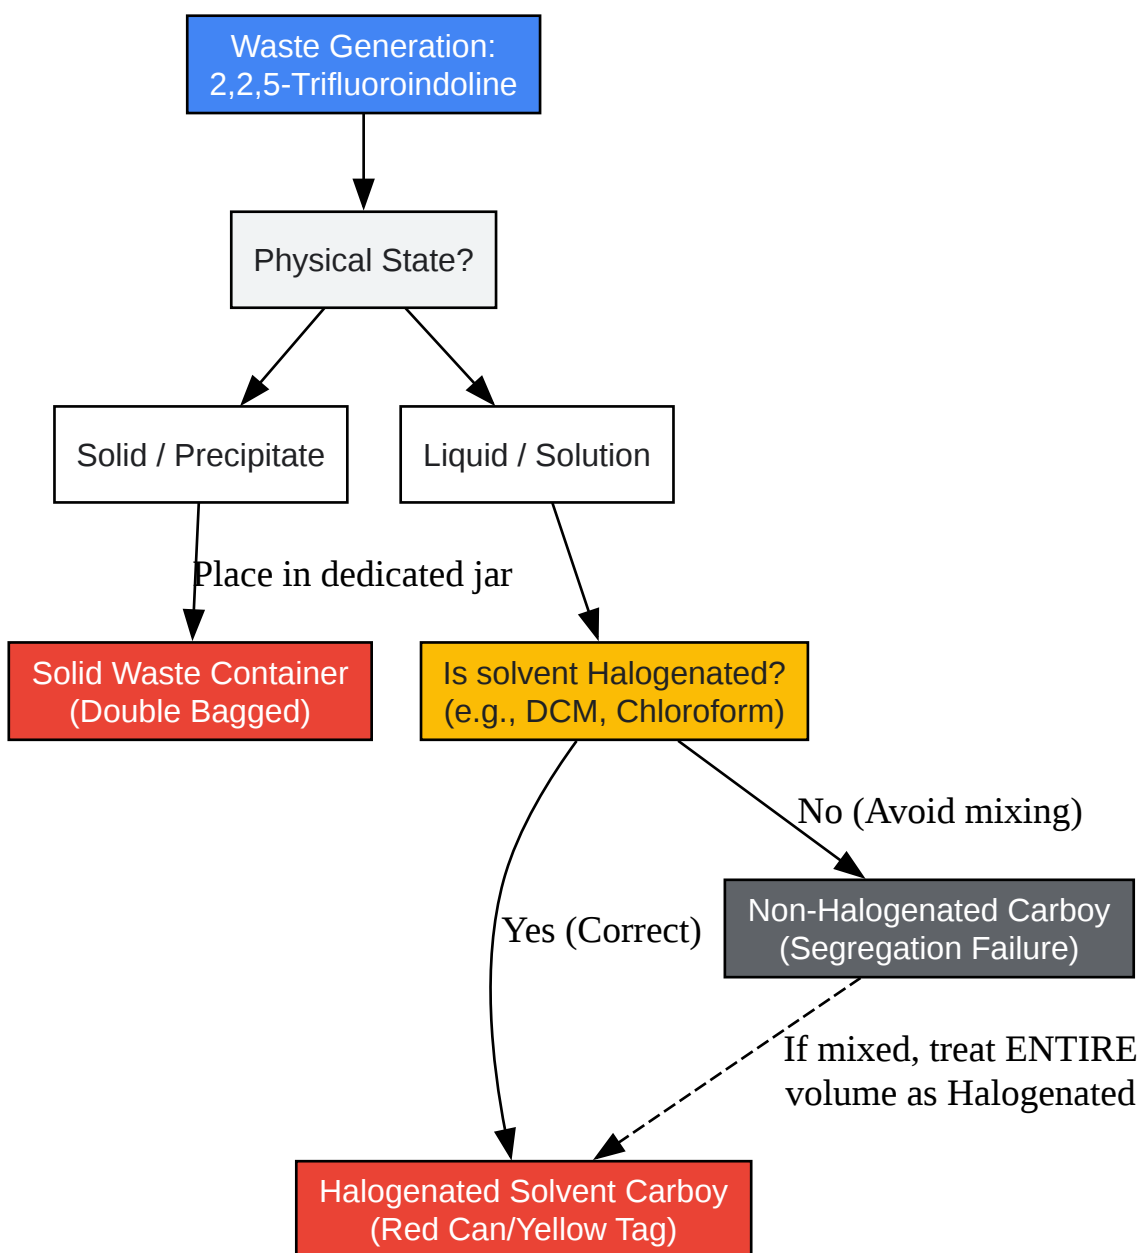 Waste Generation:
2,2,5-Trifluoroindoline
Physical State?
Solid / Precipitate
Liquid / Solution
Place in dedicated jar
Solid Waste Container
(Double Bagged)
Is solvent Halogenated?
(e.g., DCM, Chloroform)
No (Avoid mixing)
Yes (Correct)
Non-Halogenated Carboy
(Segregation Failure)
If mixed, treat ENTIRE
volume as Halogenated
Halogenated Solvent Carboy
(Red Can/Yellow Tag)